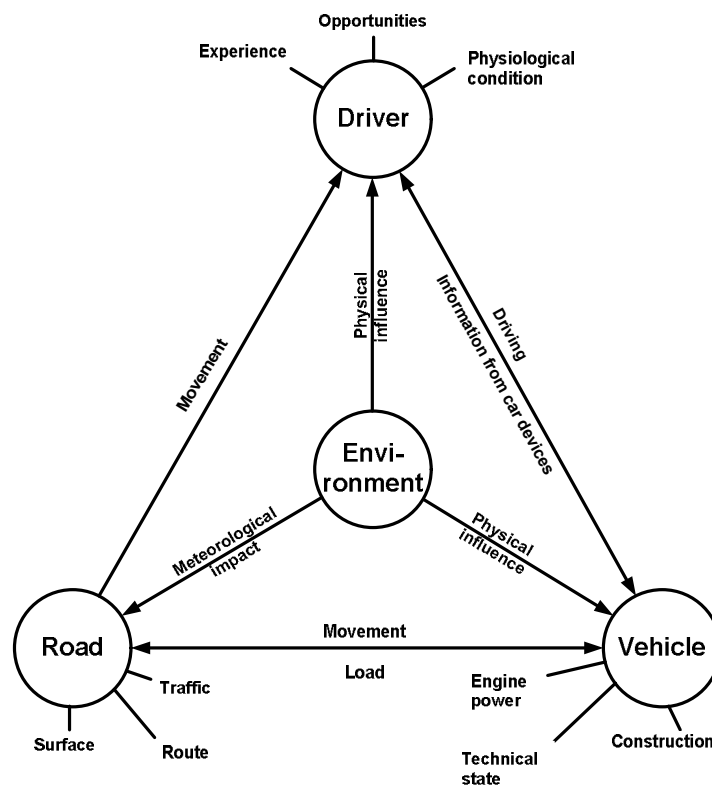 Opportunities
Experience
Physiological
condition
Driver
Physical
influence
Driving
Information from car devices
Movement
Envi-
ronment
Meteorological
impact
Physical
influence
Road
Movement
Load
Vehicle
Traffic
Surface
Route
Engine
power
Technical
state
Construction